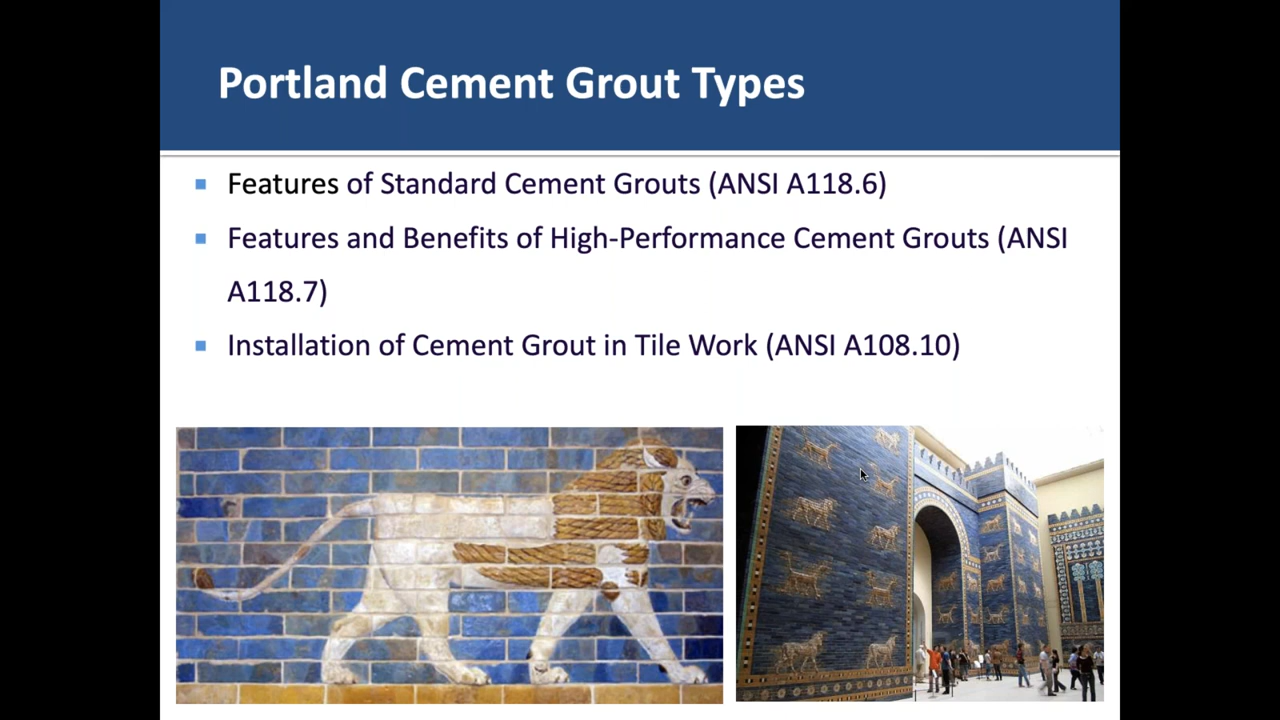 Portland Cement Grout Types
Features of Standard Cement Grouts (ANSI A118.6)
Features and Benefits of High-Performance Cement Grouts (ANSI
A118.7)
Installation of Cement Grout in Tile Work (ANSI A108.10)